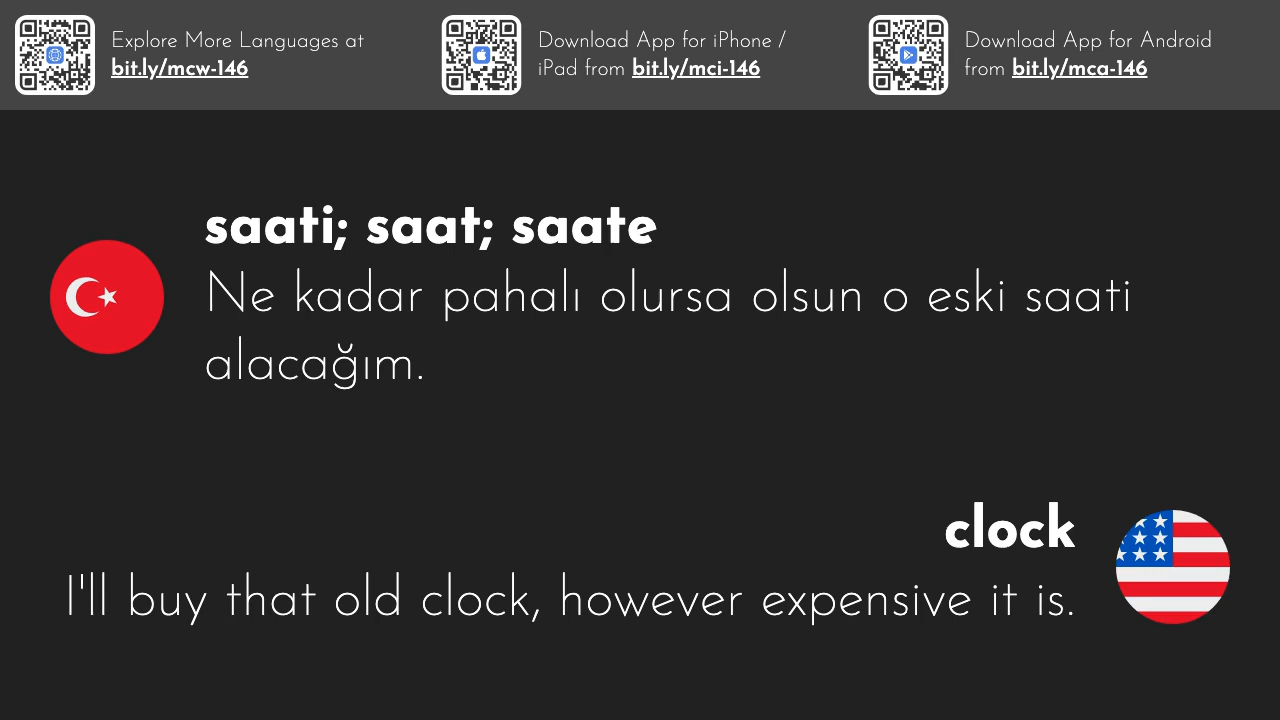 Explore More Languages at
bit.ly/mcw-146
Download App for iPhone /
iPad from bit.ly/mci-146
Download App for Android
from bit.ly/mca-146
saati; saat; saate
Ne kadar pahalı olursa olsun o eski saati
alacağım.
clock
I'll buy that old clock, however expensive it is.